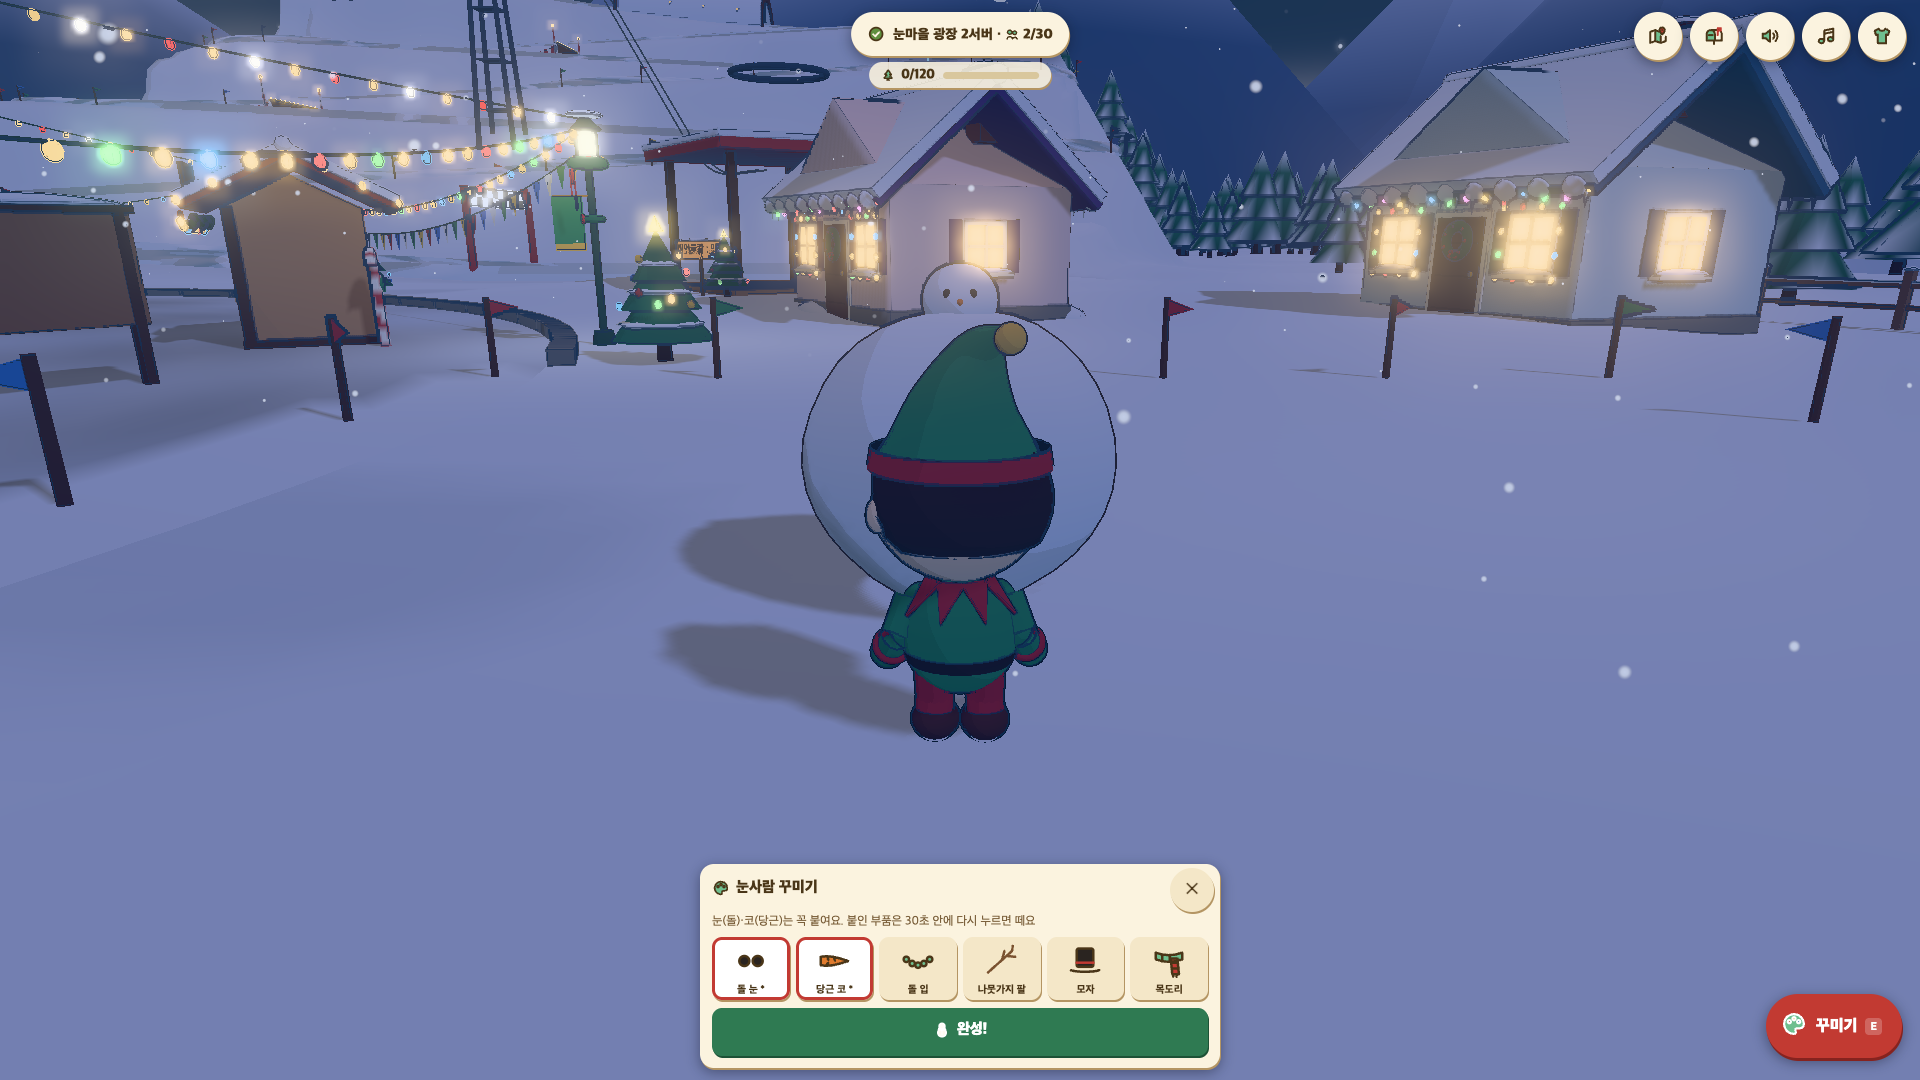 눈마을 광장 2서버 · 2/30
0/120
눈사람 꾸미기
눈(돌)·코(당근)는 꼭 붙여요. 붙인 부품은 30초 안에 다시 누르면 떼요
돌 눈 *
당근 코 *
돌 입
나뭇가지 팔
모자
목도리
완성!
꾸미기 E